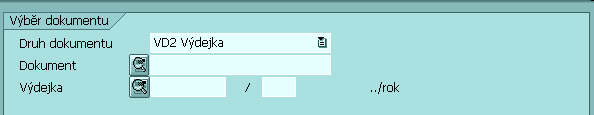 Výběr dokumentu
Druh dokumentu VD2 Výdejka
Dokument
Výdejka / ../rok